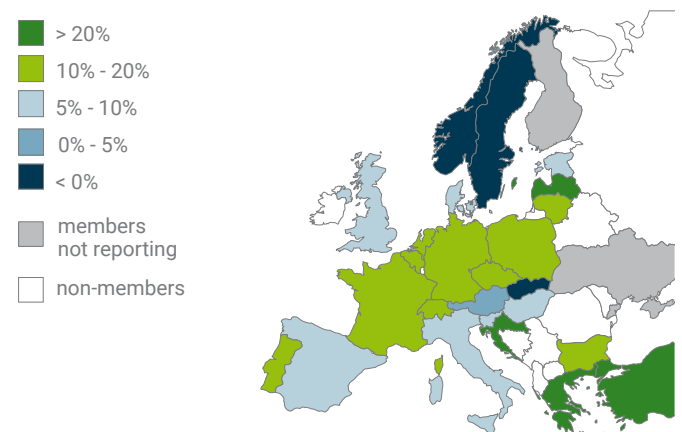 > 20%
10% - 20%
5% - 10%
0% - 5%
< 0%
members
not reporting
non-members